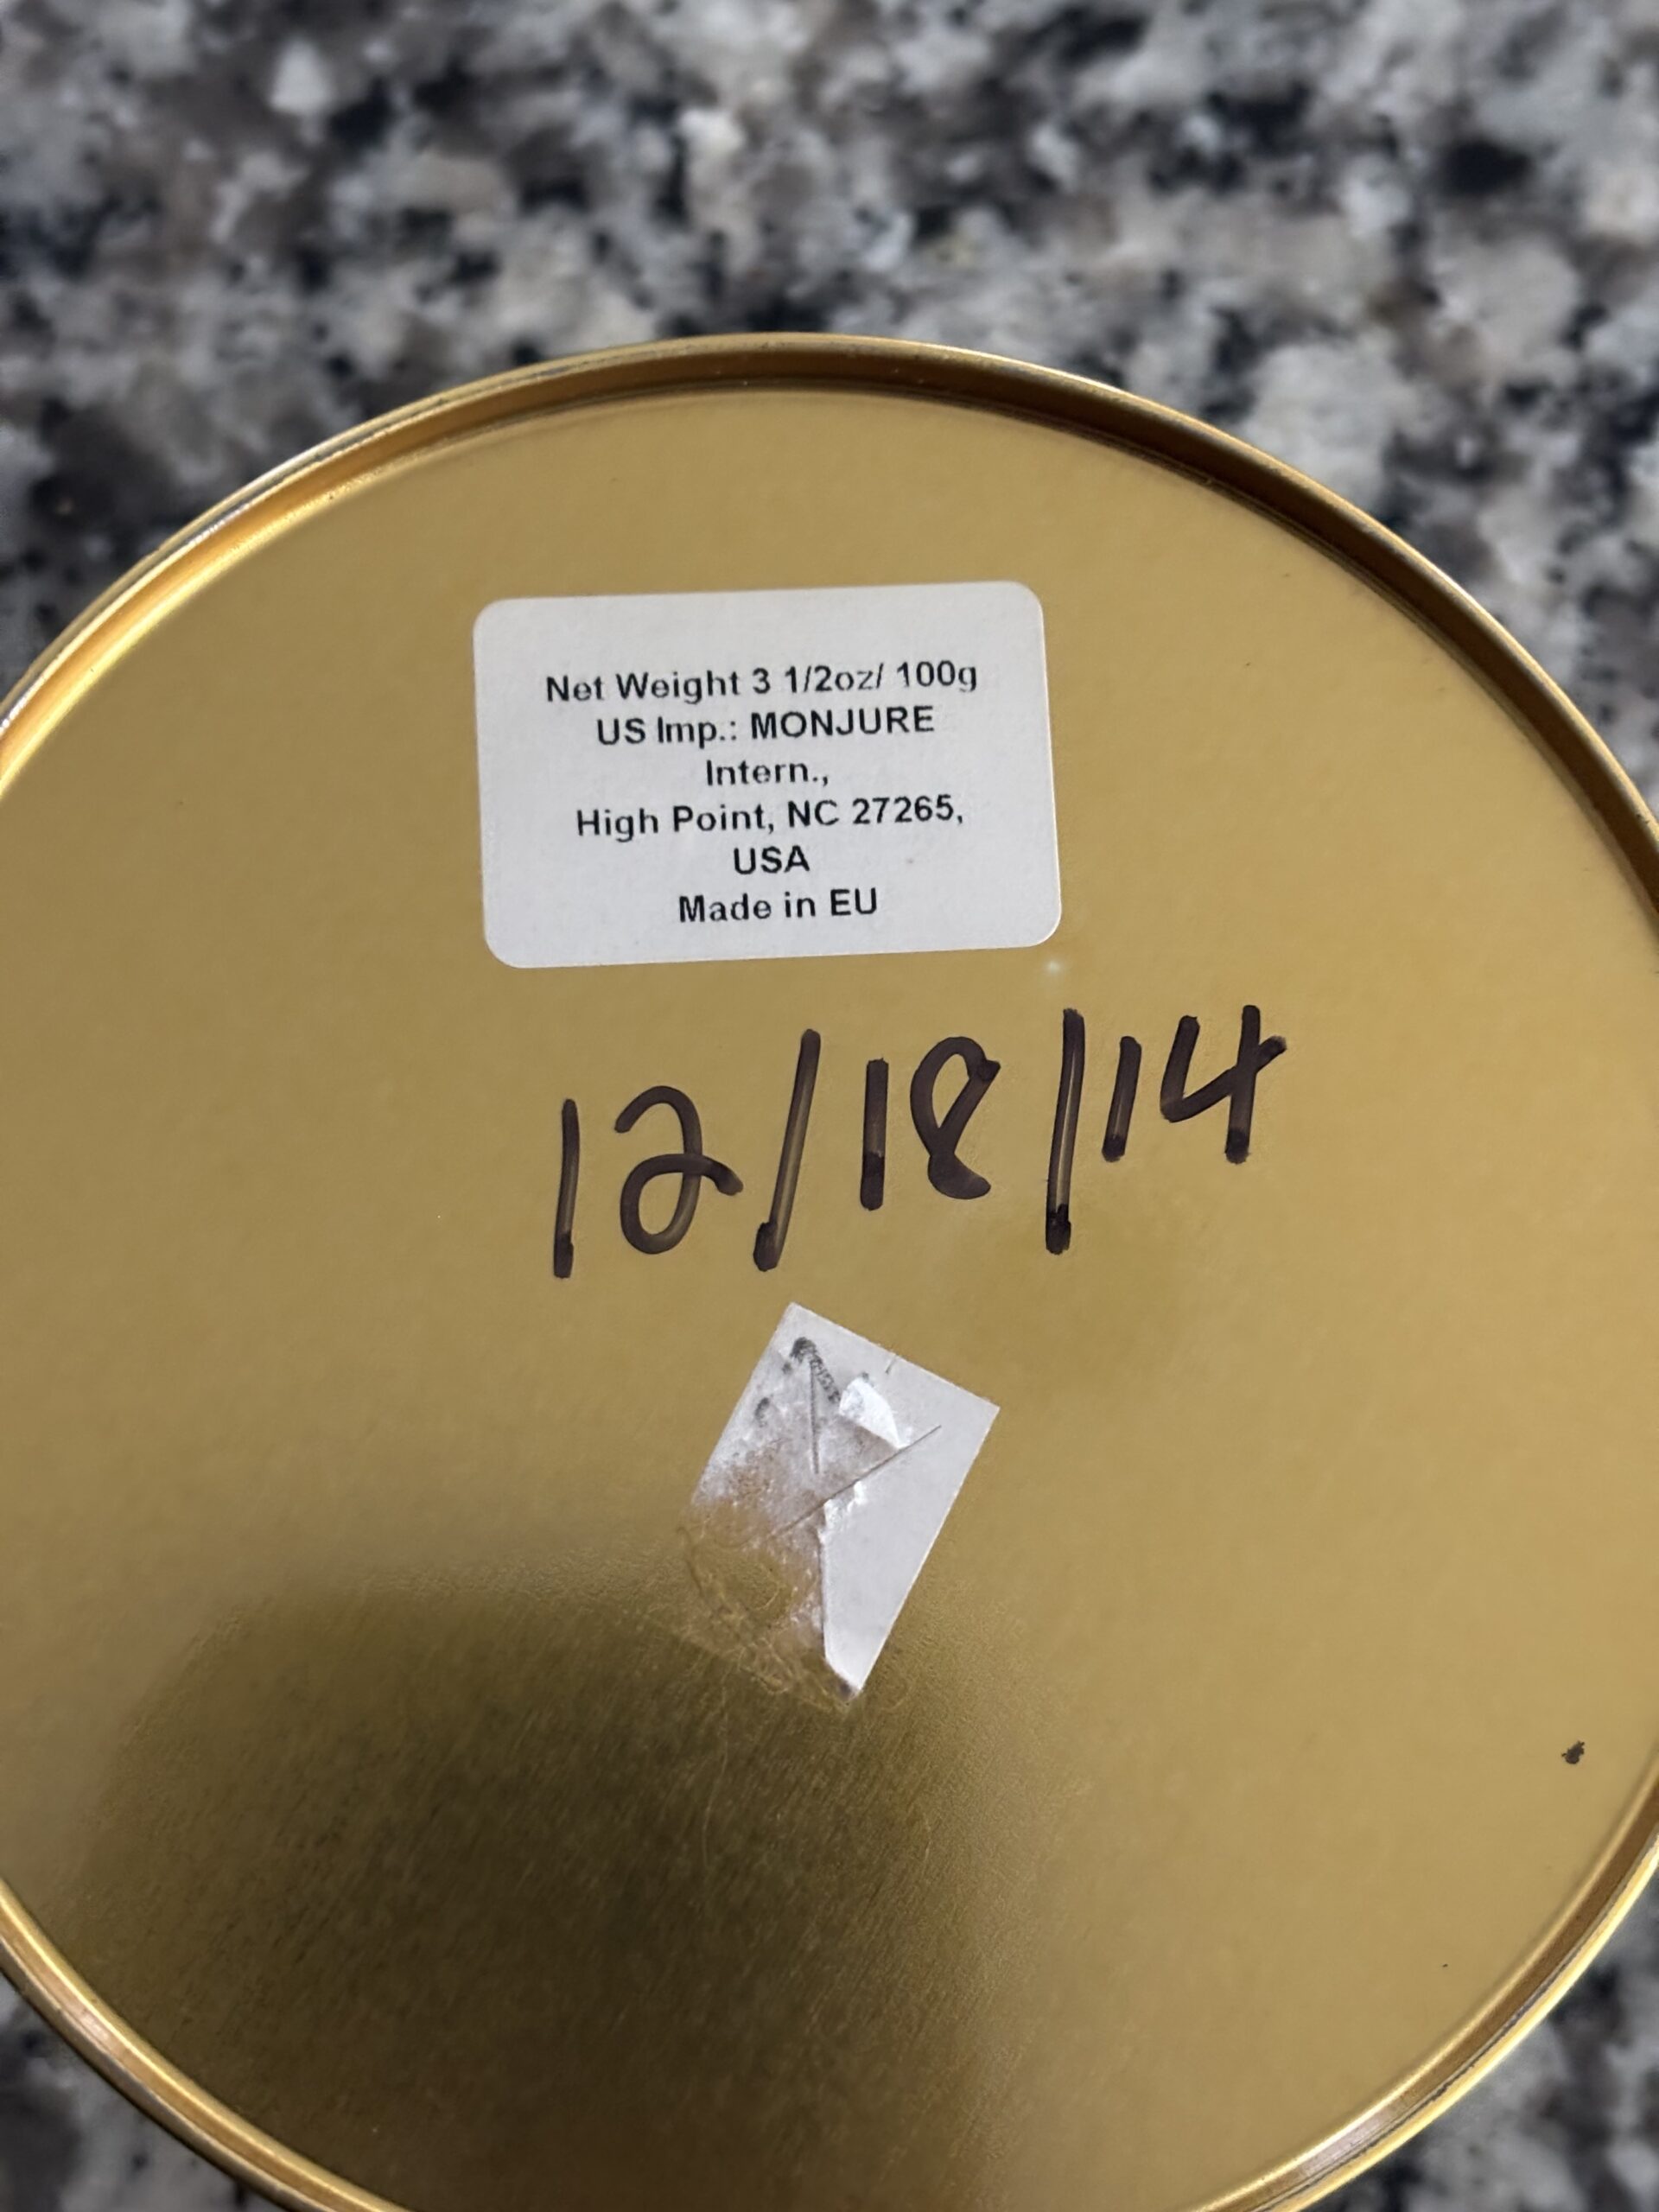 Net Weight 3 1/2oz/ 100g
US Imp.: MONJURE
Intern.,
High Point, NC 27265,
USA
Made in EU
12/18/14